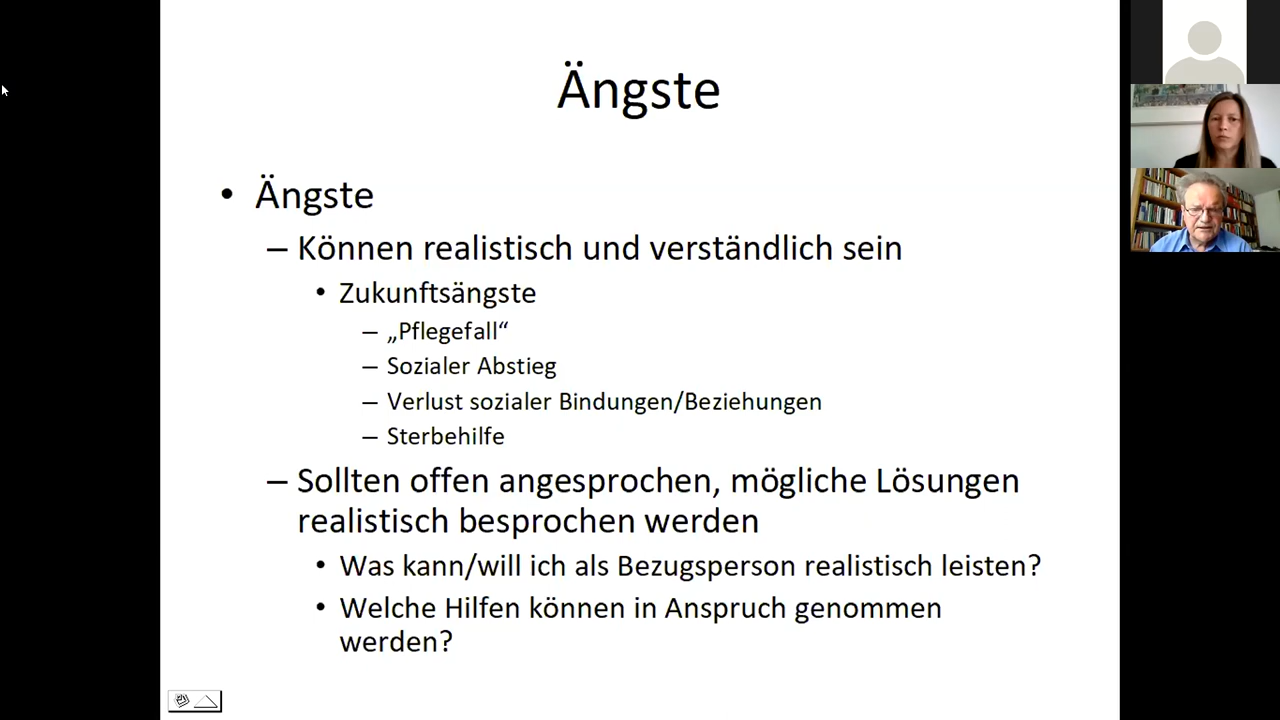 Ängste
• Ängste
– Können realistisch und verständlich sein
• Zukunftsängste
– „Pflegefall“
– Sozialer Abstieg
– Verlust sozialer Bindungen/Beziehungen
– Sterbehilfe
– Sollten offen angesprochen, mögliche Lösungen
realistisch besprochen werden
• Was kann/will ich als Bezugsperson realistisch leisten?
• Welche Hilfen können in Anspruch genommen
werden?